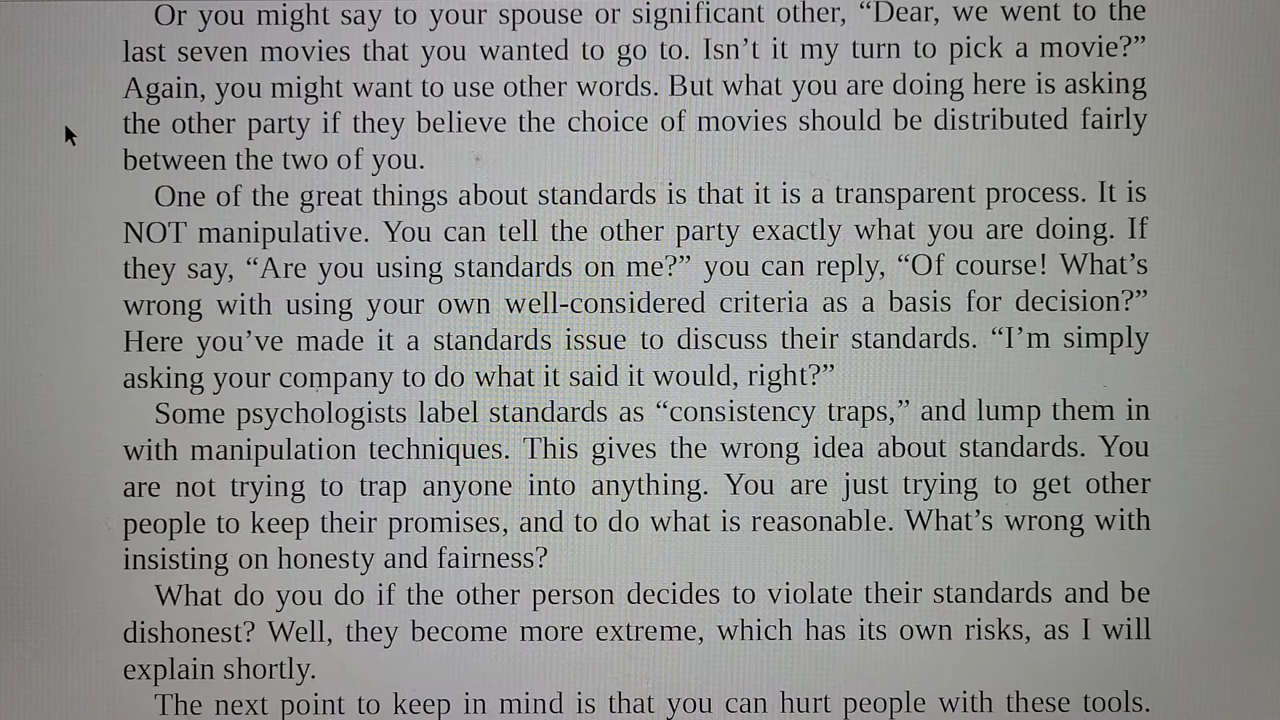 Or you might say to your spouse or significant other, “Dear, we went to the
last seven movies that you wanted to go to. Isn’t it my turn to pick a movie?”
Again, you might want to use other words. But what you are doing here is asking
the other party if they believe the choice of movies should be distributed fairly
between the two of you.
One of the great things about standards is that it is a transparent process. It is
NOT manipulative. You can tell the other party exactly what you are doing. If
they say, “Are you using standards on me?” you can reply, “Of course! What’s
wrong with using your own well-considered criteria as a basis for decision?”
Here you’ve made it a standards issue to discuss their standards. “I’m simply
asking your company to do what it said it would, right?”
Some psychologists label standards as “consistency traps,” and lump them in
with manipulation techniques. This gives the wrong idea about standards. You
are not trying to trap anyone into anything. You are just trying to get other
people to keep their promises, and to do what is reasonable. What’s wrong with
insisting on honesty and fairness?
What do you do if the other person decides to violate their standards and be
dishonest? Well, they become more extreme, which has its own risks, as I will
explain shortly.
The next point to keep in mind is that you can hurt people with these tools.